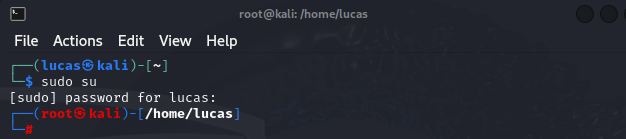 root@kali: /home/lucas
File Actions Edit View Help
┌──(lucas㉿kali)-[~]
└─$ sudo su
[sudo] password for lucas:
┌──(root㉿kali)-[/home/lucas]
└─#